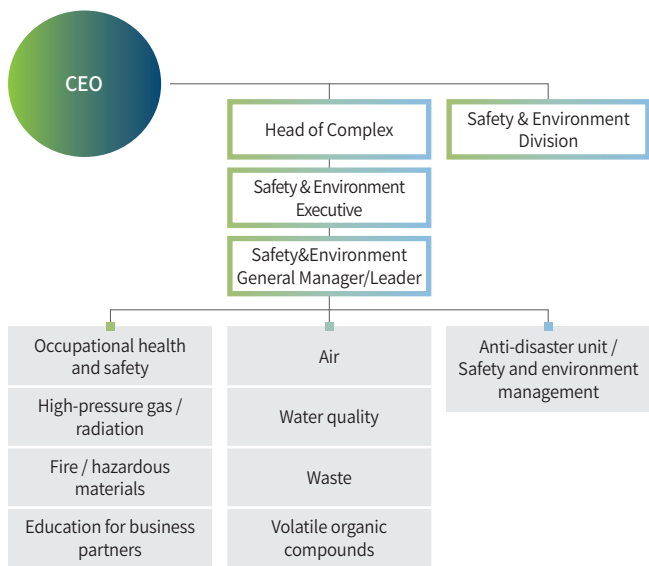 CEO
Head of Complex
Safety & Environment
Division
Safety & Environment
Executive
Safety&Environment
General Manager/Leader
Occupational health
and safety
High-pressure gas /
radiation
Fire / hazardous
materials
Education for business
partners
Air
Water quality
Waste
Volatile organic
compounds
Anti-disaster unit /
Safety and environment
management